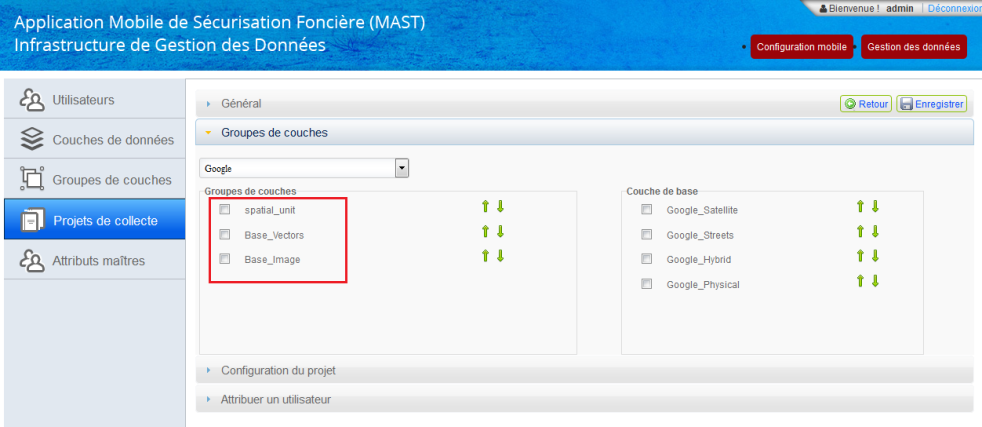 Application Mobile de Sécurisation Foncière (MAST)
Infrastructure de Gestion des Données
Bienvenue ! admin Déconnexion
Configuration mobile
Gestion des données
Utilisateurs
Couches de données
Groupes de couches
Projets de collecte
Attributs maîtres
Général
Retour
Enregistrer
Groupes de couches
Google
Groupes de couches
spatial_unit
Base_Vectors
Base_Image
Couche de base
Google_Satellite
Google_Streets
Google_Hybrid
Google_Physical
Configuration du projet
Attribuer un utilisateur